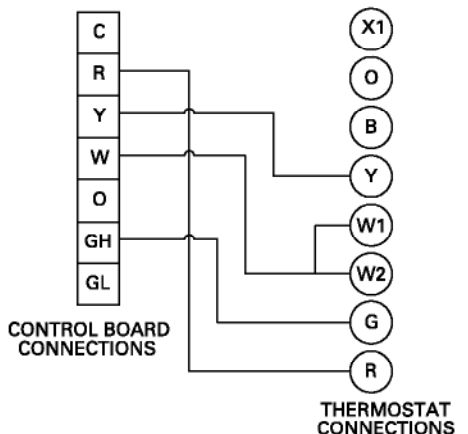 C
R
Y
W
O
GH
GL
CONTROL BOARD
CONNECTIONS
X1
O
B
Y
W1
W2
G
R
THERMOSTAT
CONNECTIONS